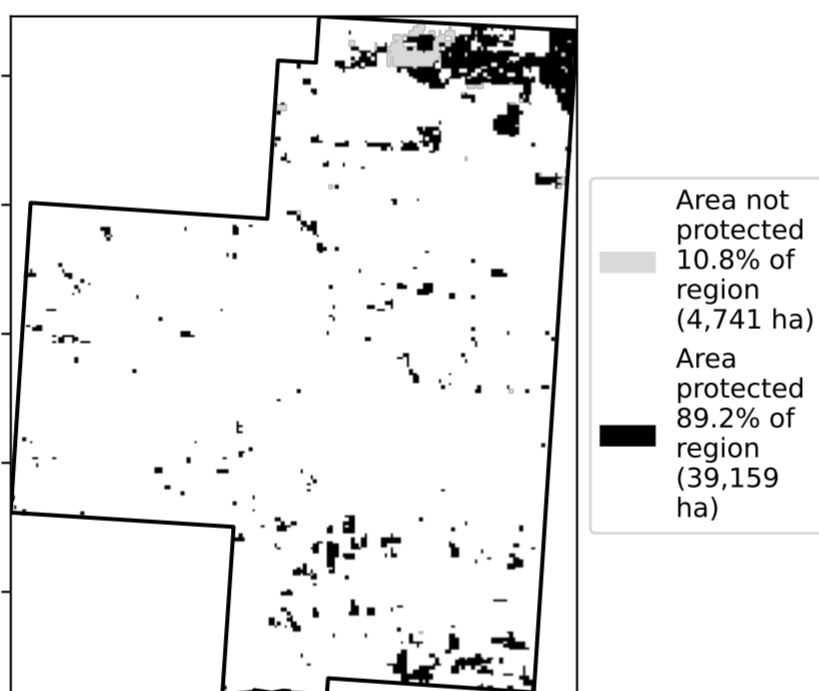 Area not
protected
10.8% of
region
(4,741 ha)
Area
protected
89.2% of
region
(39,159
ha)